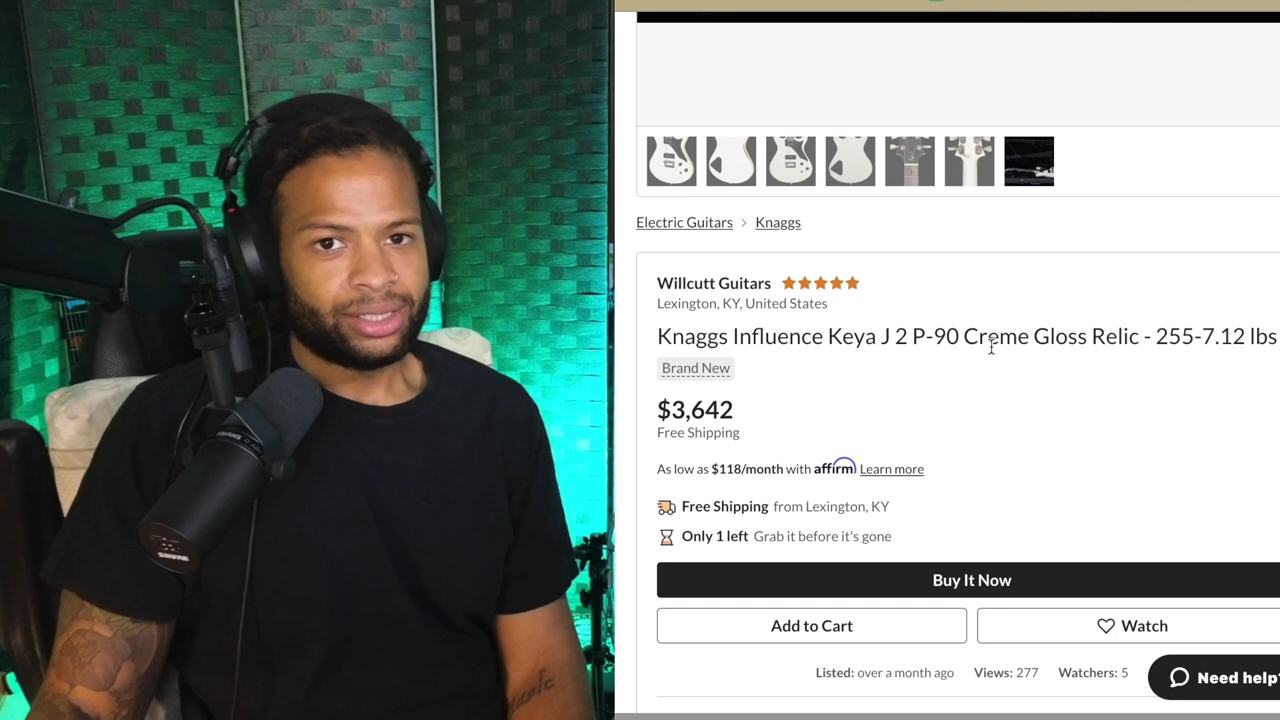 Electric Guitars > Knaggs
Willcutt Guitars
Lexington, KY, United States
Knaggs Influence Keya J 2 P-90 Creme Gloss Relic - 255-7.12 lbs
Brand New
$3,642
Free Shipping
As low as $118/month with affirm Learn more
Free Shipping from Lexington, KY
Only 1 left Grab it before it's gone
Buy It Now
Add to Cart
Watch
Listed: over a month ago Views: 277 Watchers: 5
Need help?
SHURE